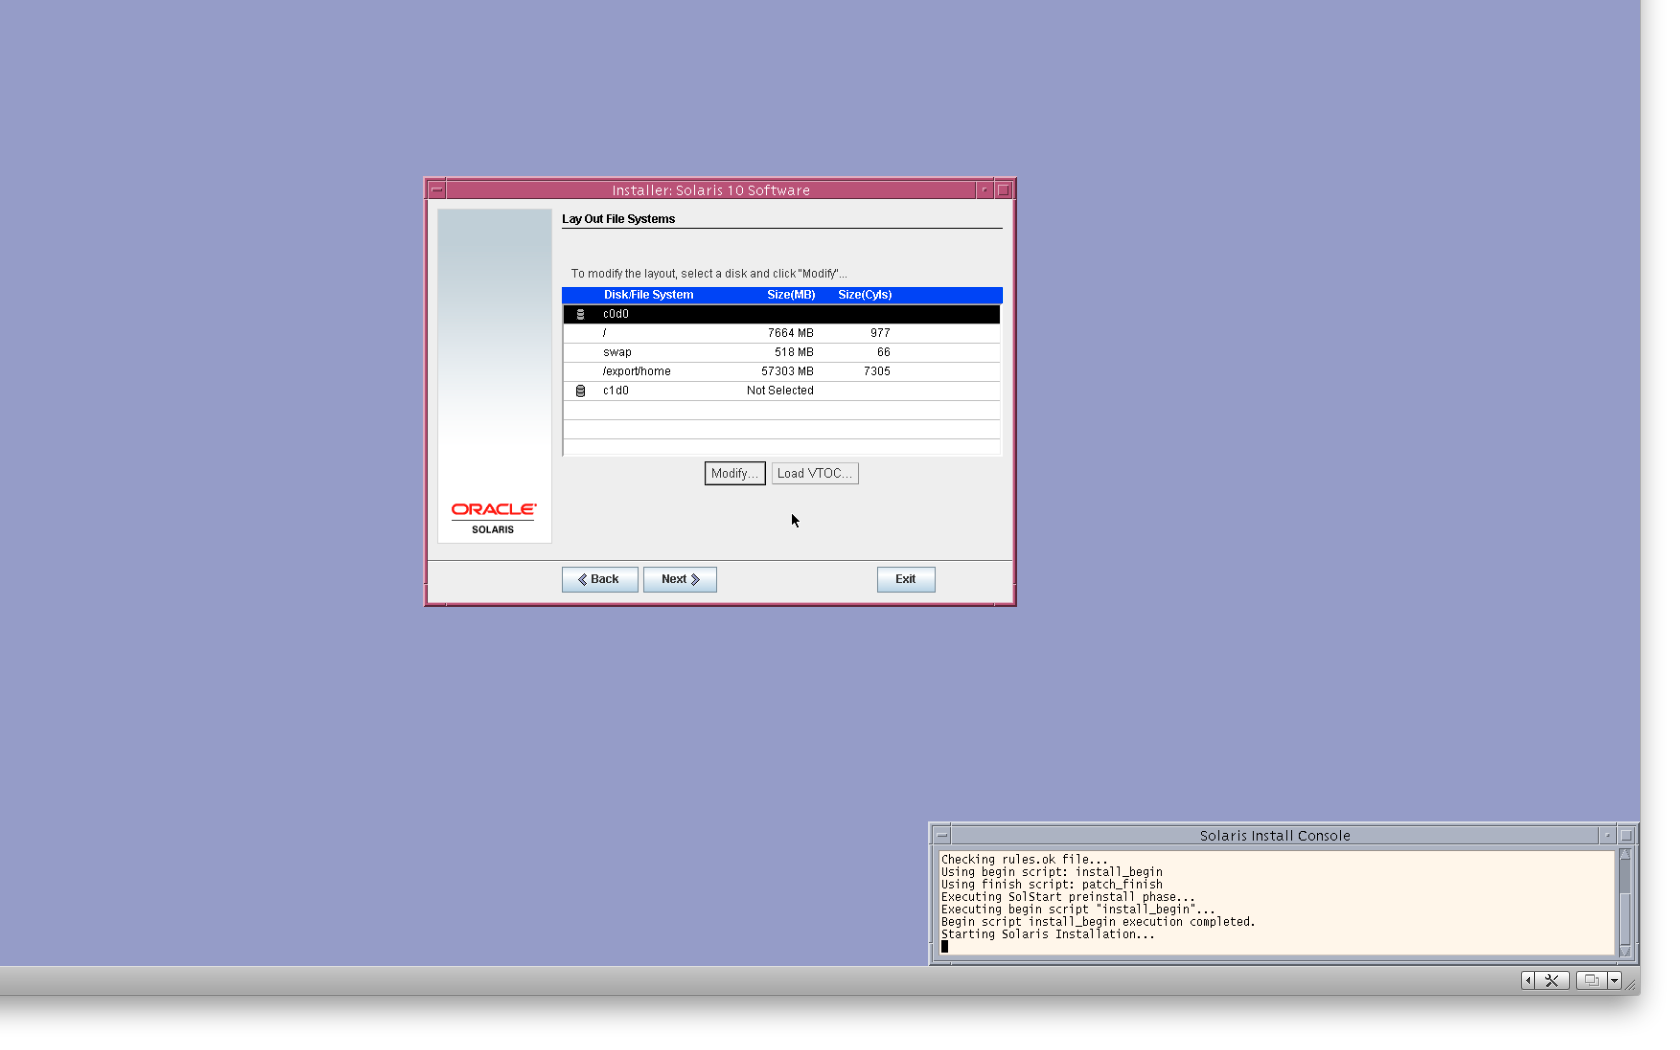 Installer: Solaris 10 Software
Lay Out File Systems
To modify the layout, select a disk and click "Modify"...
Disk/File System Size(MB) Size(Cyls)
c0d0
/ 7664 MB 977
swap 518 MB 66
/export/home 57303 MB 7305
c1d0 Not Selected
Modify... Load VTOC...
ORACLE
SOLARIS
Back Next Exit
Solaris Install Console
Checking rules.ok file...
Using begin script: install_begin
Using finish script: patch_finish
Executing SolStart preinstall phase...
Executing begin script "install_begin"...
Begin script install_begin execution completed.
Starting Solaris Installation...